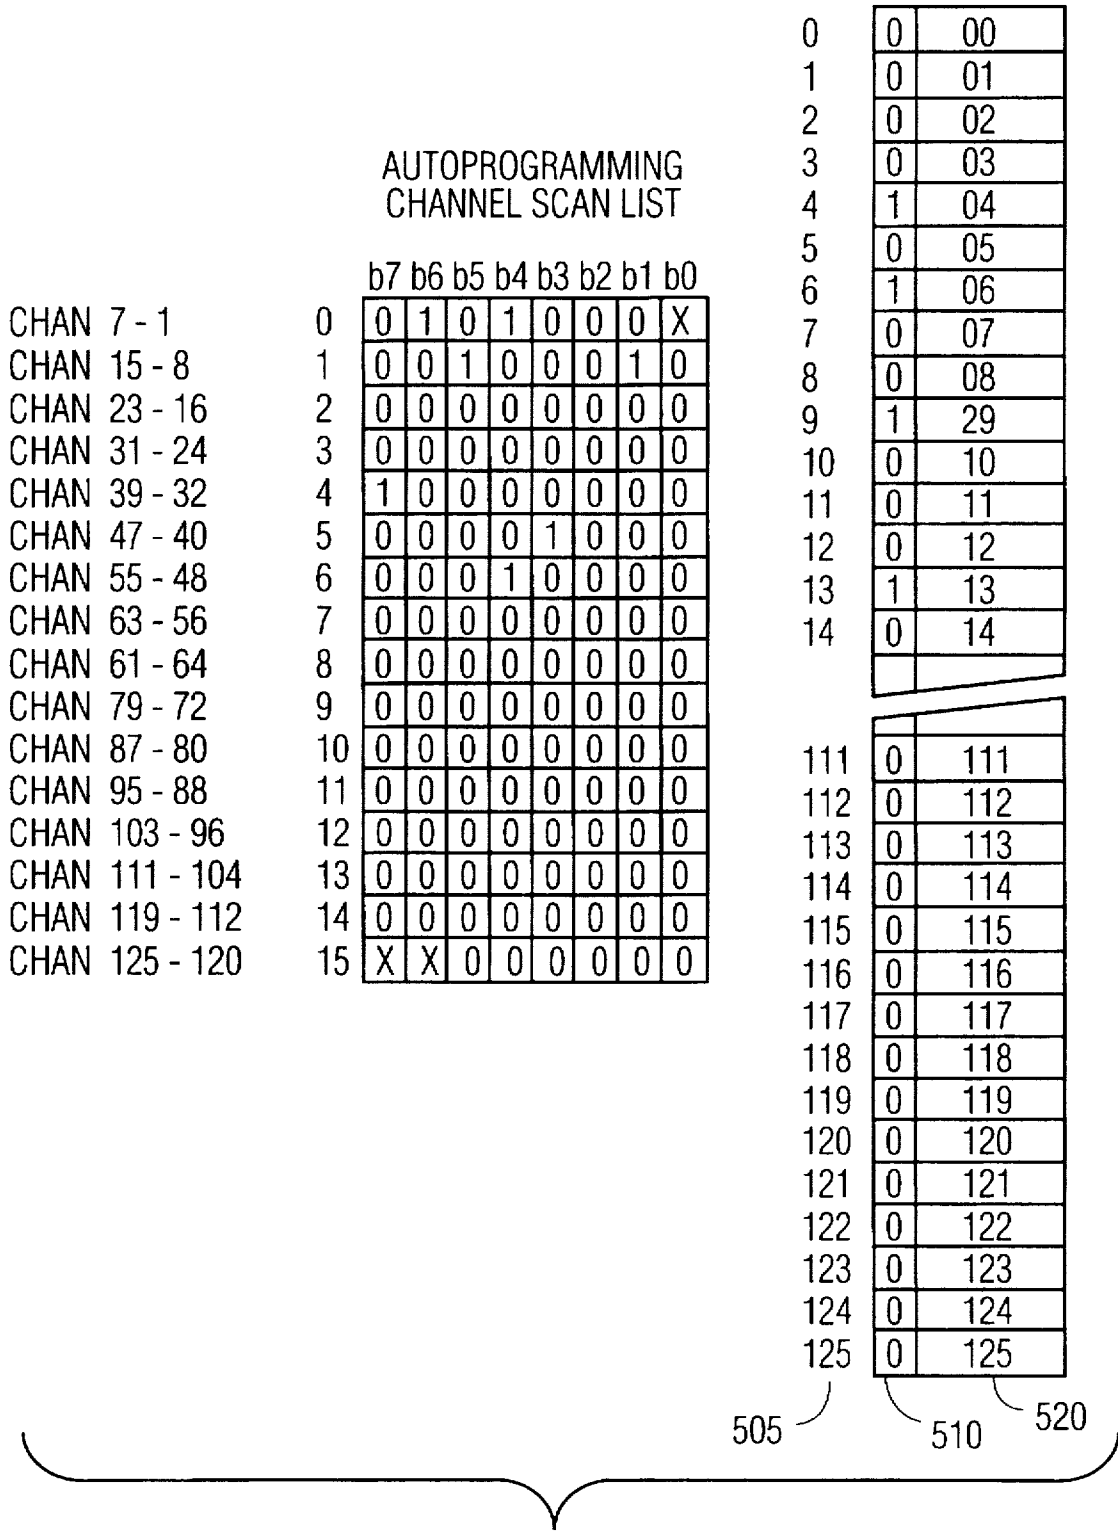 AUTOPROGRAMMING
CHANNEL SCAN LIST
b7 b6 b5 b4 b3 b2 b1 b0
CHAN 7 - 1 0 0 1 0 1 0 0 0 X
CHAN 15 - 8 1 0 0 1 0 0 0 1 0
CHAN 23 - 16 2 0 0 0 0 0 0 0 0
CHAN 31 - 24 3 0 0 0 0 0 0 0 0
CHAN 39 - 32 4 1 0 0 0 0 0 0 0
CHAN 47 - 40 5 0 0 0 0 1 0 0 0
CHAN 55 - 48 6 0 0 0 1 0 0 0 0
CHAN 63 - 56 7 0 0 0 0 0 0 0 0
CHAN 61 - 64 8 0 0 0 0 0 0 0 0
CHAN 79 - 72 9 0 0 0 0 0 0 0 0
CHAN 87 - 80 10 0 0 0 0 0 0 0 0
CHAN 95 - 88 11 0 0 0 0 0 0 0 0
CHAN 103 - 96 12 0 0 0 0 0 0 0 0
CHAN 111 - 104 13 0 0 0 0 0 0 0 0
CHAN 119 - 112 14 0 0 0 0 0 0 0 0
CHAN 125 - 120 15 X X 0 0 0 0 0 0
0 0 00
1 0 01
2 0 02
3 0 03
4 1 04
5 0 05
6 1 06
7 0 07
8 0 08
9 1 29
10 0 10
11 0 11
12 0 12
13 1 13
14 0 14
111 0 111
112 0 112
113 0 113
114 0 114
115 0 115
116 0 116
117 0 117
118 0 118
119 0 119
120 0 120
121 0 121
122 0 122
123 0 123
124 0 124
125 0 125
505 510 520